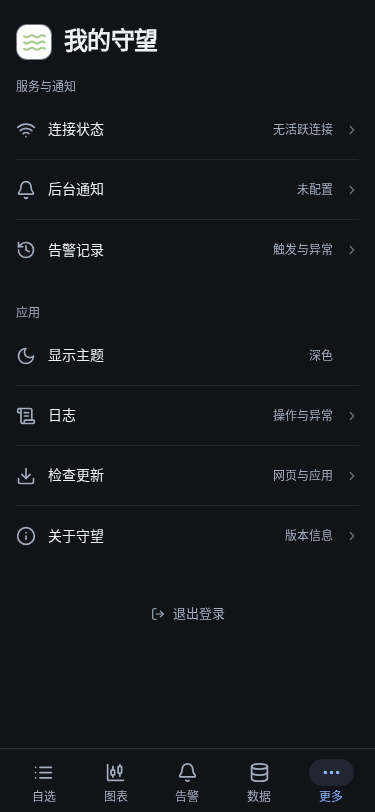 我的守望
服务与通知
连接状态 无活跃连接
后台通知 未配置
告警记录 触发与异常
应用
显示主题 深色
日志 操作与异常
检查更新 网页与应用
关于守望 版本信息
退出登录
自选 图表 告警 数据 更多